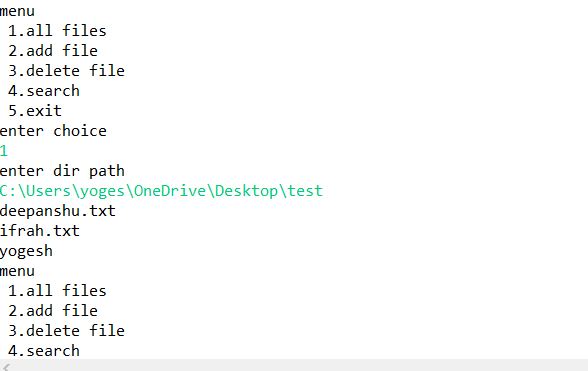 menu
1.all files
2.add file
3.delete file
4.search
5.exit
enter choice
1
enter dir path
C:\Users\yoges\OneDrive\Desktop\test
deepanshu.txt
ifrah.txt
yogesh
menu
1.all files
2.add file
3.delete file
4.search